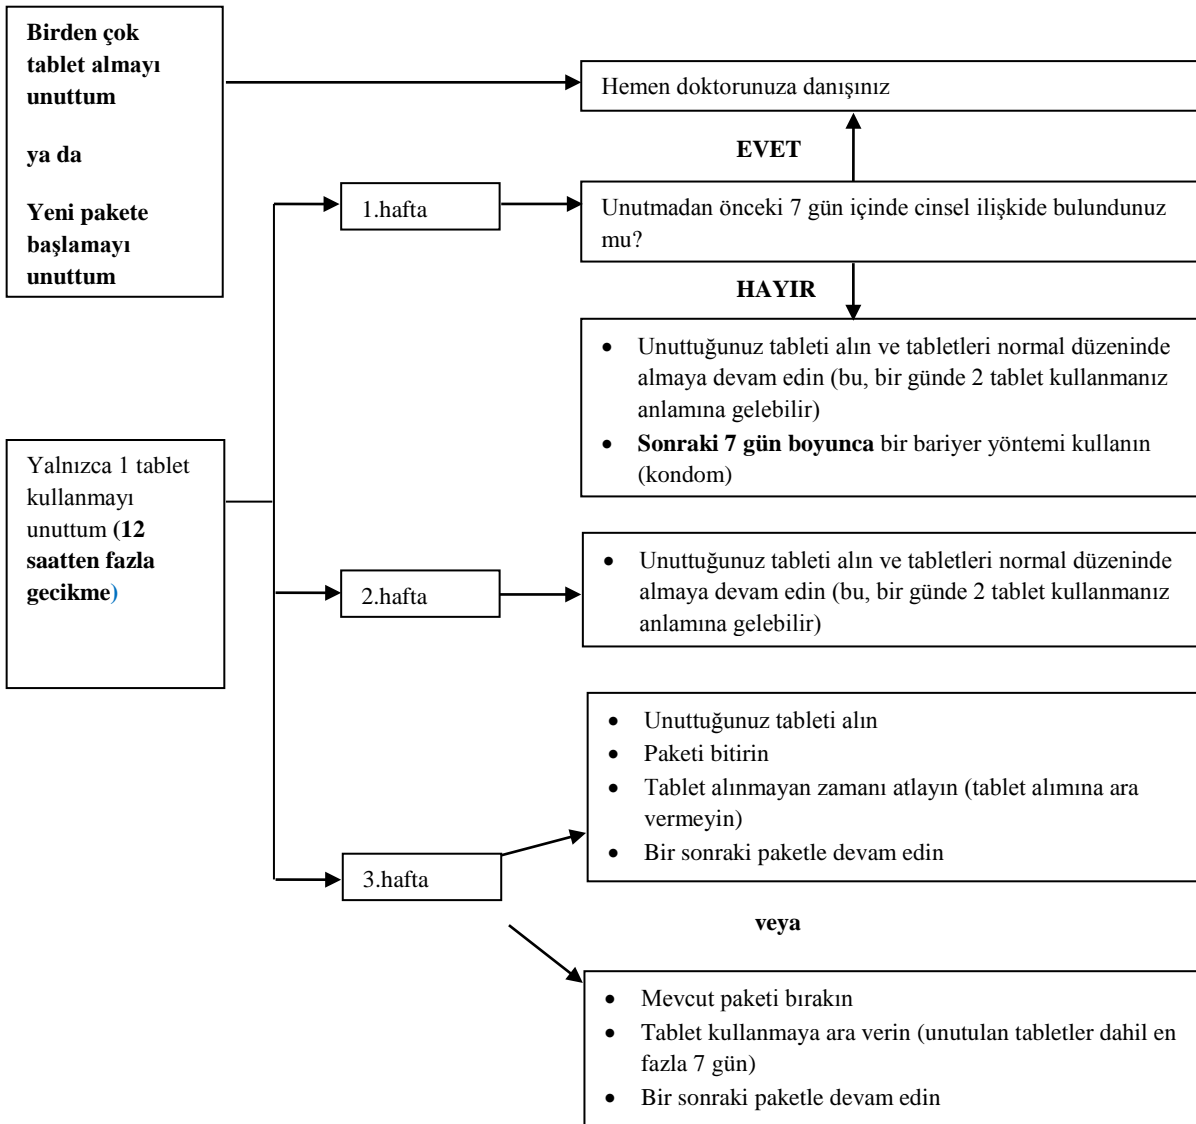 Birden çok
tablet almayı
unuttum
ya da
Yeni pakete
başlamayı
unuttum
Hemen doktorunuza danışınız
EVET
1.hafta
Unutmadan önceki 7 gün içinde cinsel ilişkide bulundunuz
mu?
HAYIR
• Unuttuğunuz tableti alın ve tabletleri normal düzeninde
almaya devam edin (bu, bir günde 2 tablet kullanmanız
anlamına gelebilir)
• Sonraki 7 gün boyunca bir bariyer yöntemi kullanın
(kondom)
Yalnızca 1 tablet
kullanmayı
unuttum (12
saatten fazla
gecikme)
2.hafta
• Unuttuğunuz tableti alın ve tabletleri normal düzeninde
almaya devam edin (bu, bir günde 2 tablet kullanmanız
anlamına gelebilir)
3.hafta
• Unuttuğunuz tableti alın
• Paketi bitirin
• Tablet alınmayan zamanı atlayın (tablet alımına ara
vermeyin)
• Bir sonraki paketle devam edin
veya
• Mevcut paketi bırakın
• Tablet kullanmaya ara verin (unutulan tabletler dahil en
fazla 7 gün)
• Bir sonraki paketle devam edin